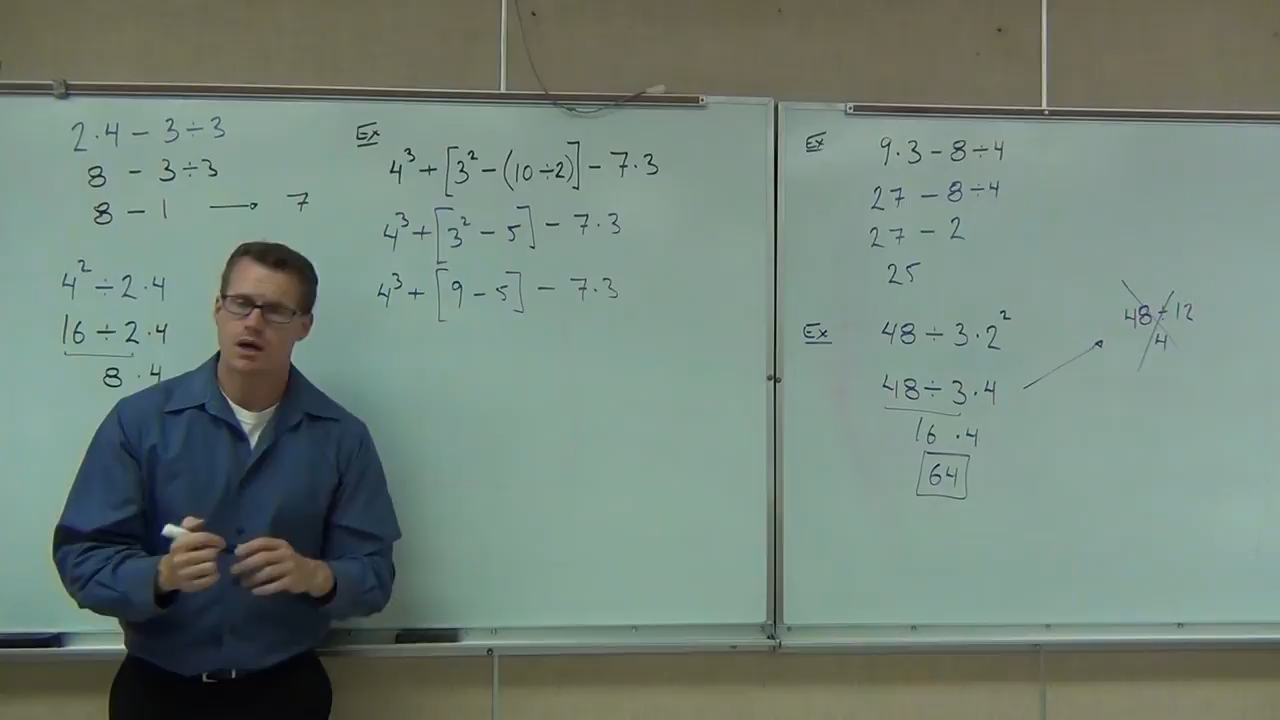 2·4 − 3÷3
8 − 3÷3
8 − 1 → 7
4² ÷ 2·4
16 ÷ 2·4
8 · 4
Ex
4³ + [3² − (10 ÷ 2)] − 7·3
4³ + [3² − 5] − 7·3
4³ + [9 − 5] − 7·3
Ex
9·3 − 8÷4
27 − 8÷4
27 − 2
25
Ex
48 ÷ 3·2²
48 ÷ 3·4
16 ·4
64
48 ÷ 12
4